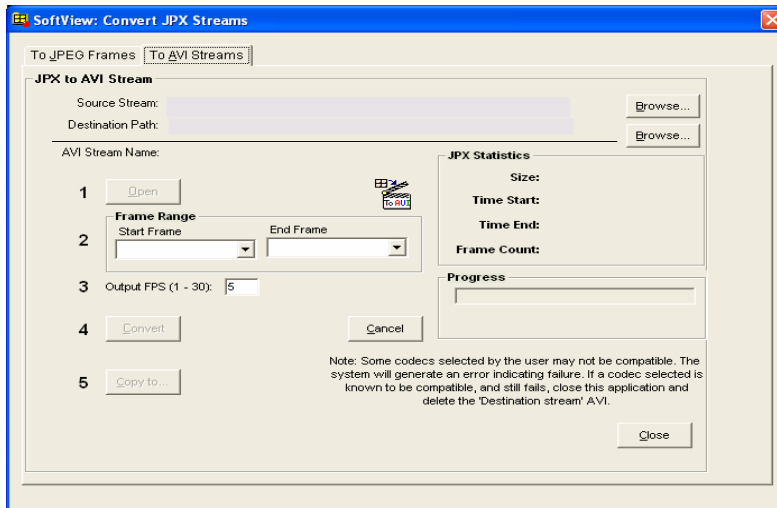 SoftView: Convert JPX Streams
To JPEG Frames To AVI Streams
JPX to AVI Stream
Source Stream: Browse...
Destination Path: Browse...
AVI Stream Name:
JPX Statistics
Size:
Time Start:
Time End:
Frame Count:
1 Open
To AVI
Frame Range
2 Start Frame End Frame
3 Output FPS (1 - 30): 5
Progress
4 Convert Cancel
5 Copy to...
Note: Some codecs selected by the user may not be compatible. The
system will generate an error indicating failure. If a codec selected is
known to be compatible, and still fails, close this application and
delete the 'Destination stream' AVI.
Close